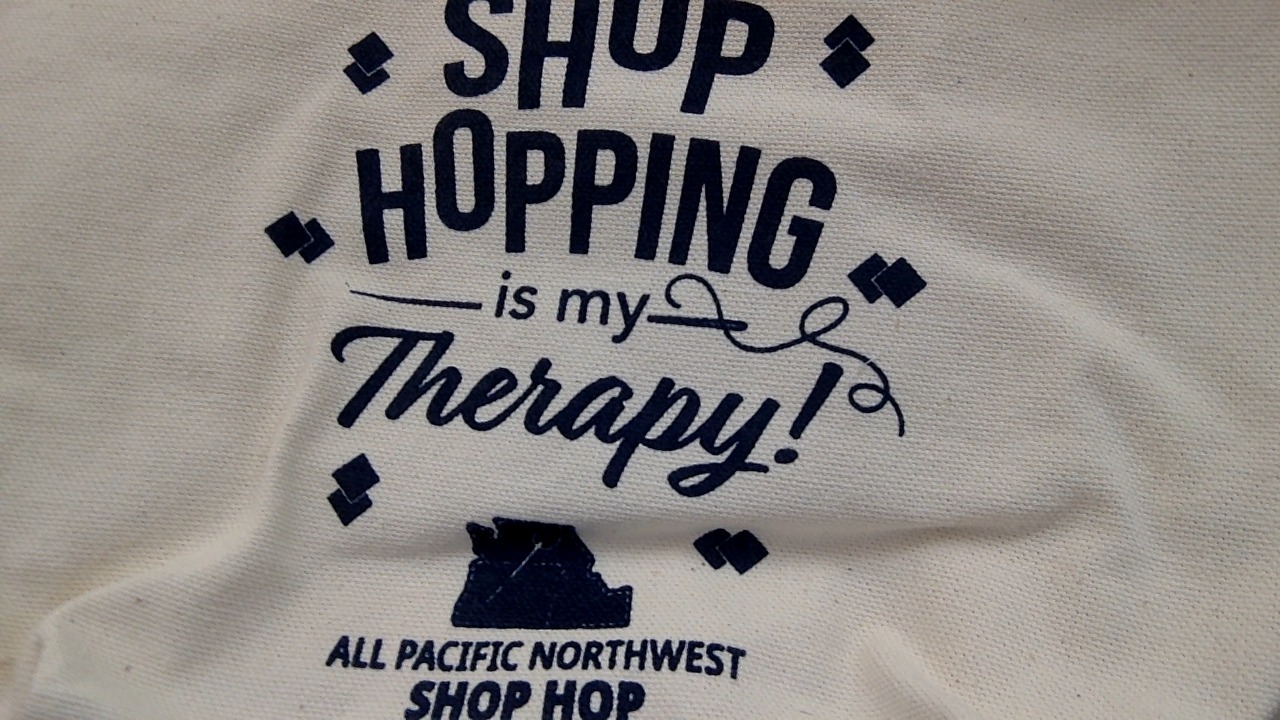 SHOP
HOPPING
is my
Therapy!
ALL PACIFIC NORTHWEST
SHOP HOP